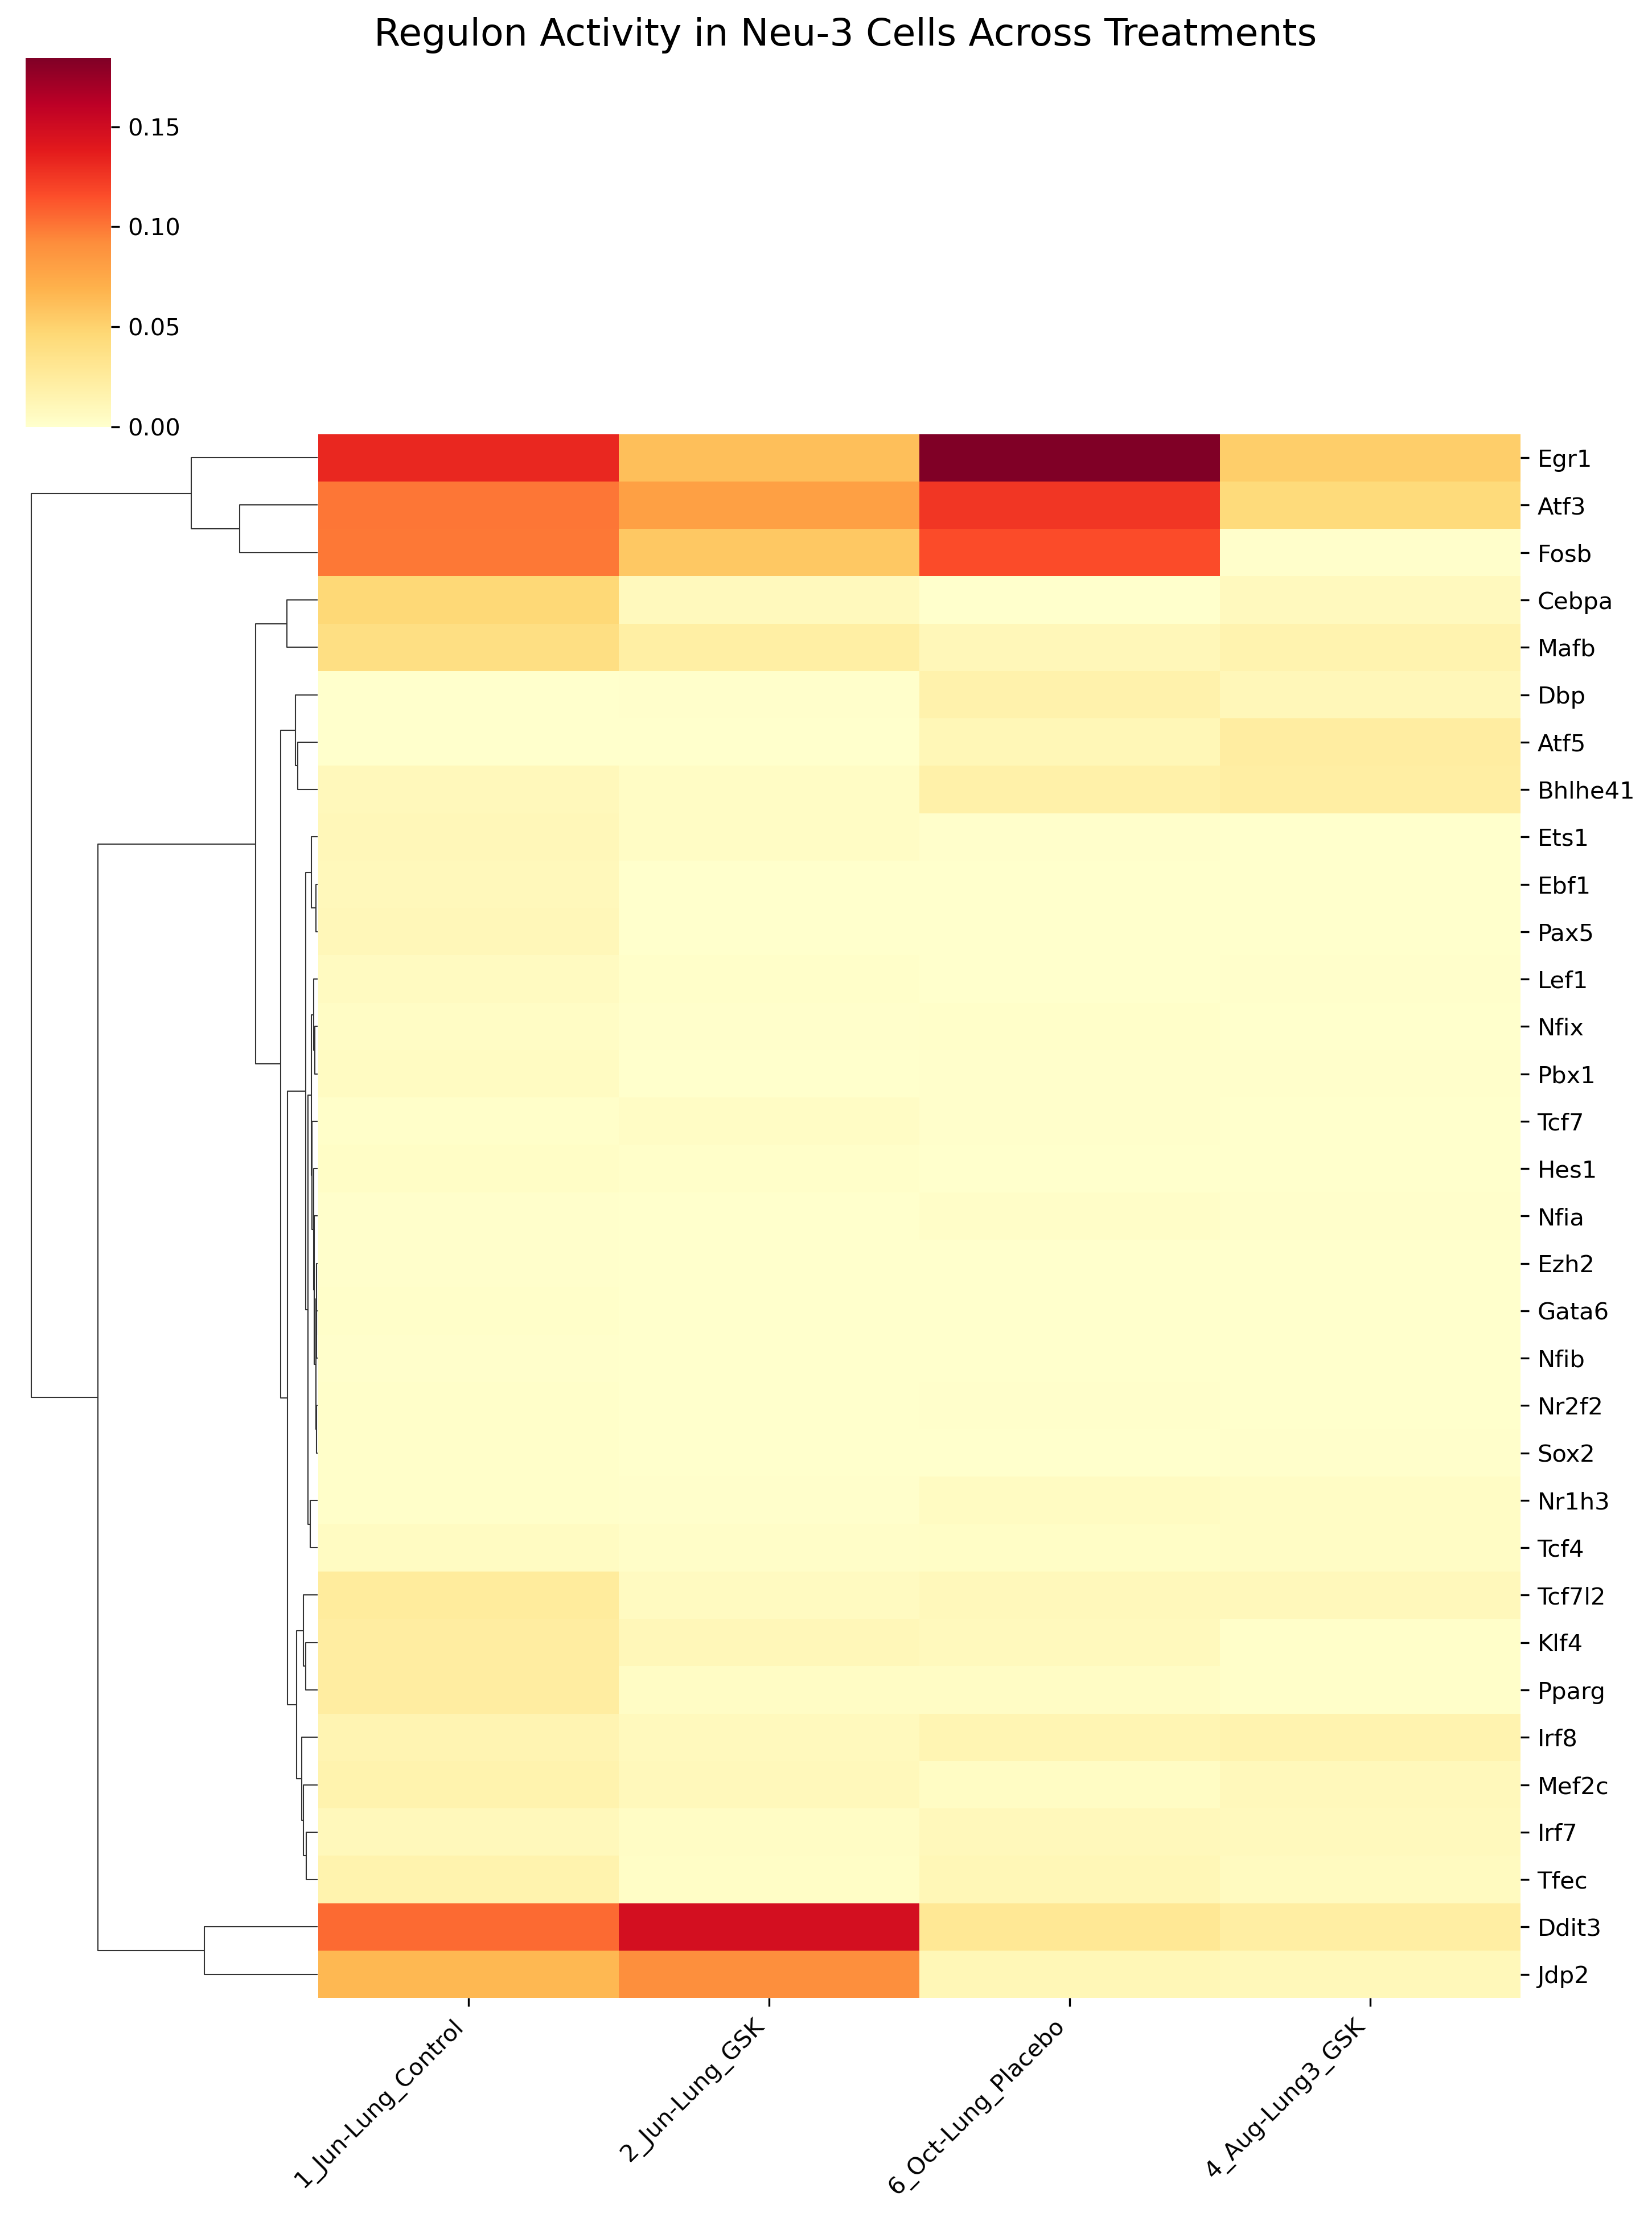 Regulon Activity in Neu-3 Cells Across Treatments
0.15
0.10
0.05
0.00
Egr1
Atf3
Fosb
Cebpa
Mafb
Dbp
Atf5
Bhlhe41
Ets1
Ebf1
Pax5
Lef1
Nfix
Pbx1
Tcf7
Hes1
Nfia
Ezh2
Gata6
Nfib
Nr2f2
Sox2
Nr1h3
Tcf4
Tcf7l2
Klf4
Pparg
Irf8
Mef2c
Irf7
Tfec
Ddit3
Jdp2
1_Jun-Lung_Control
2_Jun-Lung_GSK
6_Oct-Lung_Placebo
4_Aug-Lung3_GSK